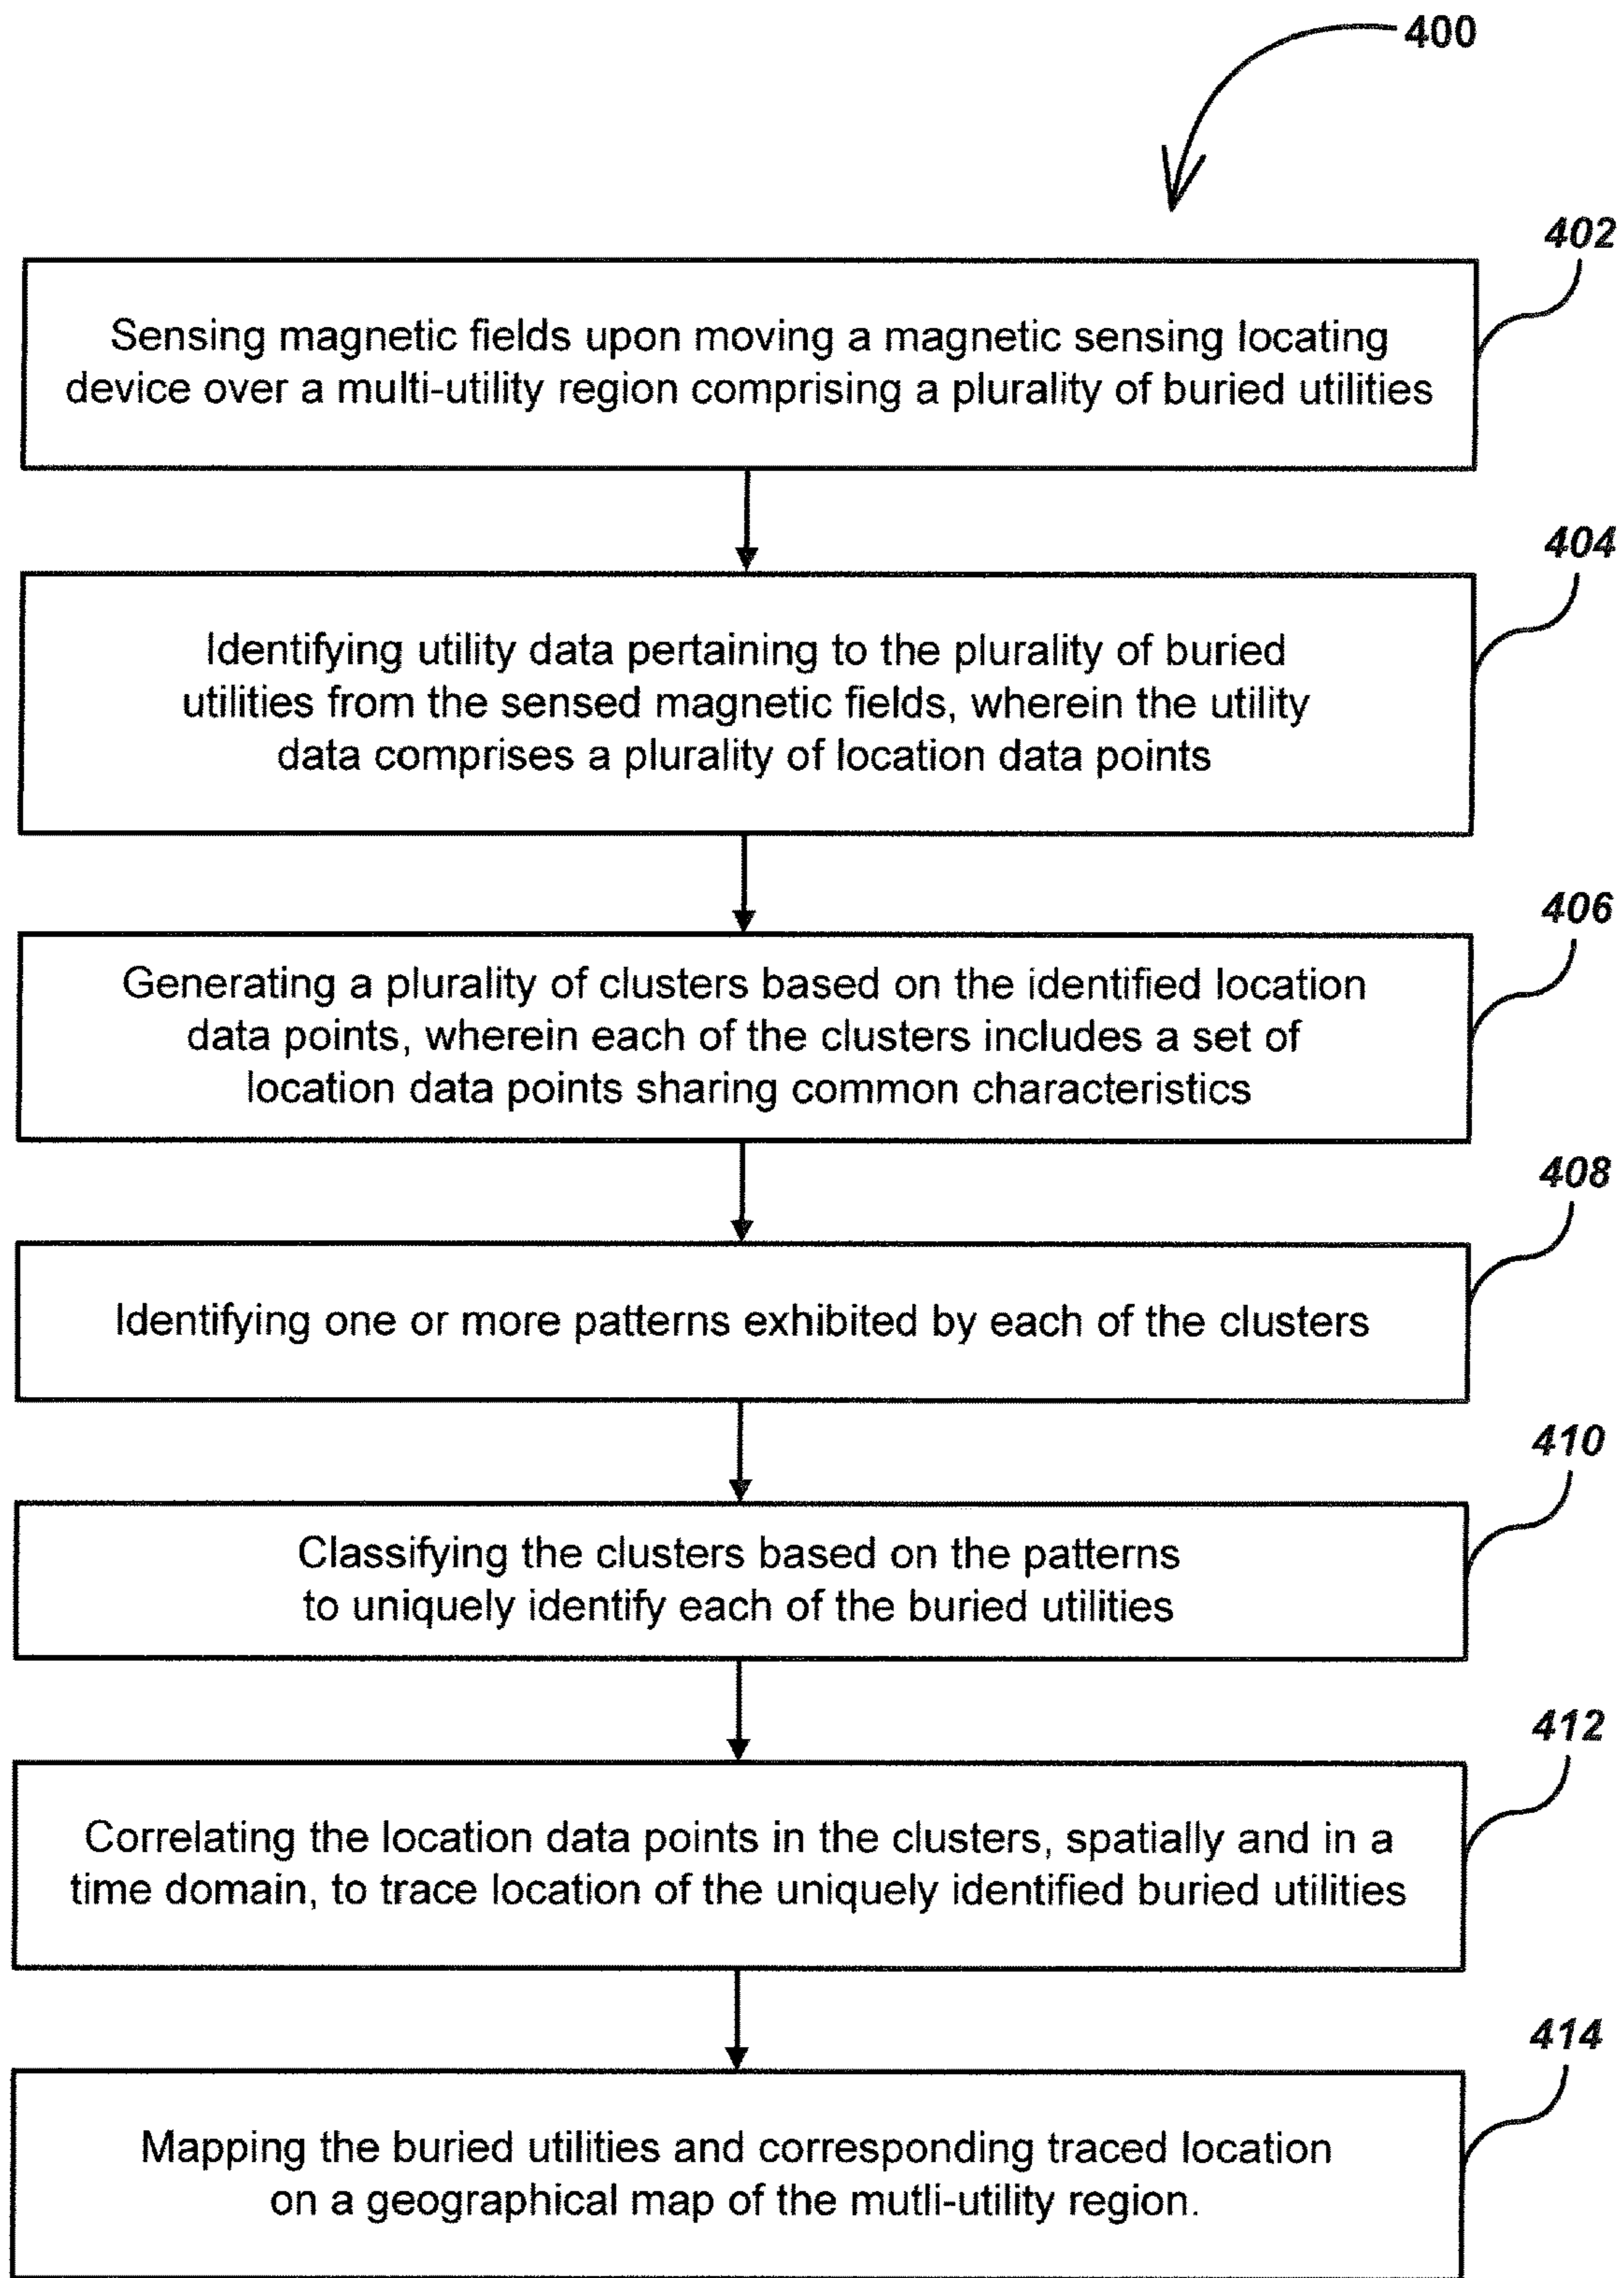 400
402
Sensing magnetic fields upon moving a magnetic sensing locating
device over a multi-utility region comprising a plurality of buried utilities
404
Identifying utility data pertaining to the plurality of buried
utilities from the sensed magnetic fields, wherein the utility
data comprises a plurality of location data points
406
Generating a plurality of clusters based on the identified location
data points, wherein each of the clusters includes a set of
location data points sharing common characteristics
408
Identifying one or more patterns exhibited by each of the clusters
410
Classifying the clusters based on the patterns
to uniquely identify each of the buried utilities
412
Correlating the location data points in the clusters, spatially and in a
time domain, to trace location of the uniquely identified buried utilities
414
Mapping the buried utilities and corresponding traced location
on a geographical map of the mutli-utility region.